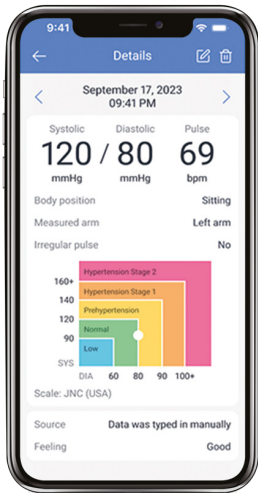 9:41
Details
September 17, 2023
09:41 PM
Systolic Diastolic Pulse
120 / 80 69
mmHg mmHg bpm
Body position Sitting
Measured arm Left arm
Irregular pulse No
Hypertension Stage 2
160+
Hypertension Stage 1
140
Prehypertension
120
Normal
90
Low
SYS
DIA 60 80 90 100+
Scale: JNC (USA)
Source Data was typed in manually
Feeling Good